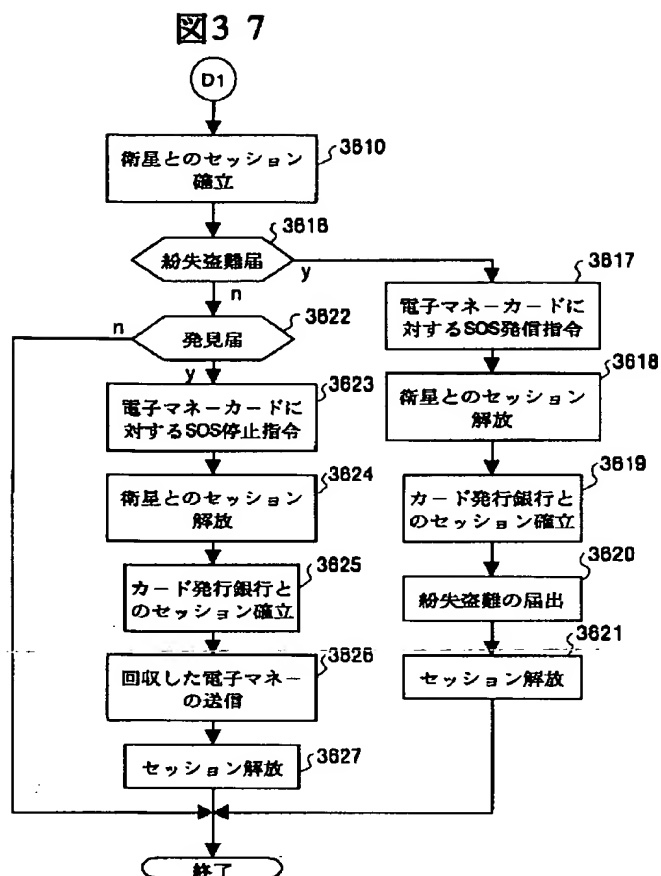 図37
D1
3610
衛星とのセッション
確立
3616
紛失盗難届
y
n
3617
電子マネーカードに
対するSOS発信指令
n
3622
発見届
y
3618
衛星とのセッション
解放
3623
電子マネーカードに
対するSOS停止指令
3619
カード発行銀行と
のセッション確立
3624
衛星とのセッション
解放
3620
紛失盗難の届出
3625
カード発行銀行と
のセッション確立
3621
セッション解放
3626
回収した電子マネー
の送信
3627
セッション解放
終了